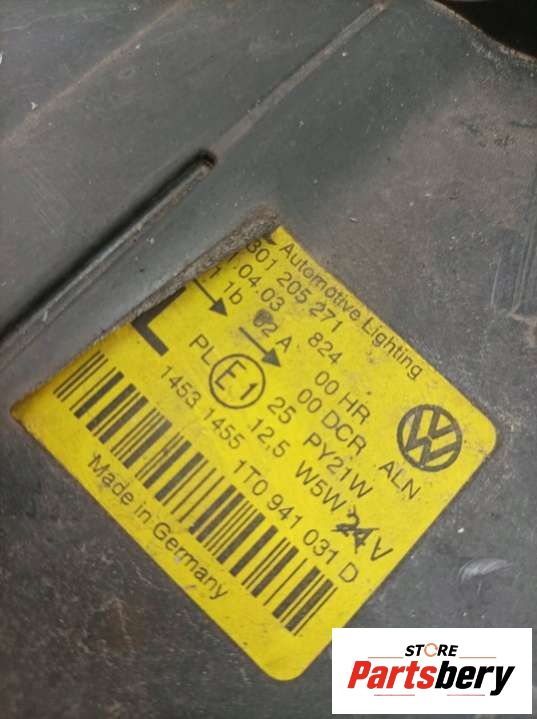 Automotive Lighting
301 205 271
.04.03 824
1b 02 A 00 HR
00 DCR ALN
L PL E1 25 PY21W
12,5 W5W 24V
1453 1455 1T0 941 031 D
Made in Germany
STORE
Partsbery